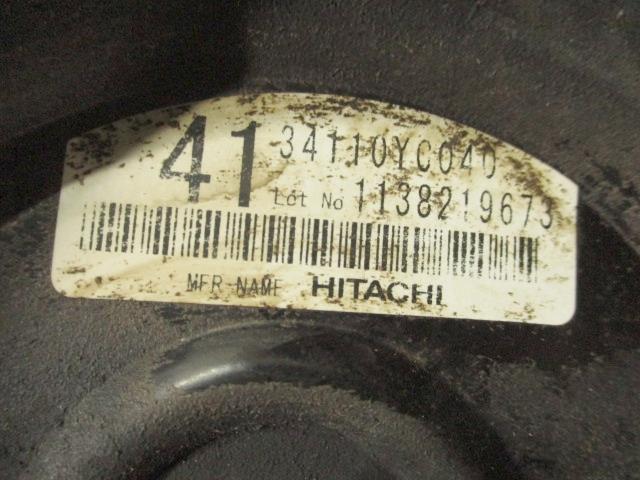 41 34110YC040
Lot No 1138219673
MFR NAME HITACHI